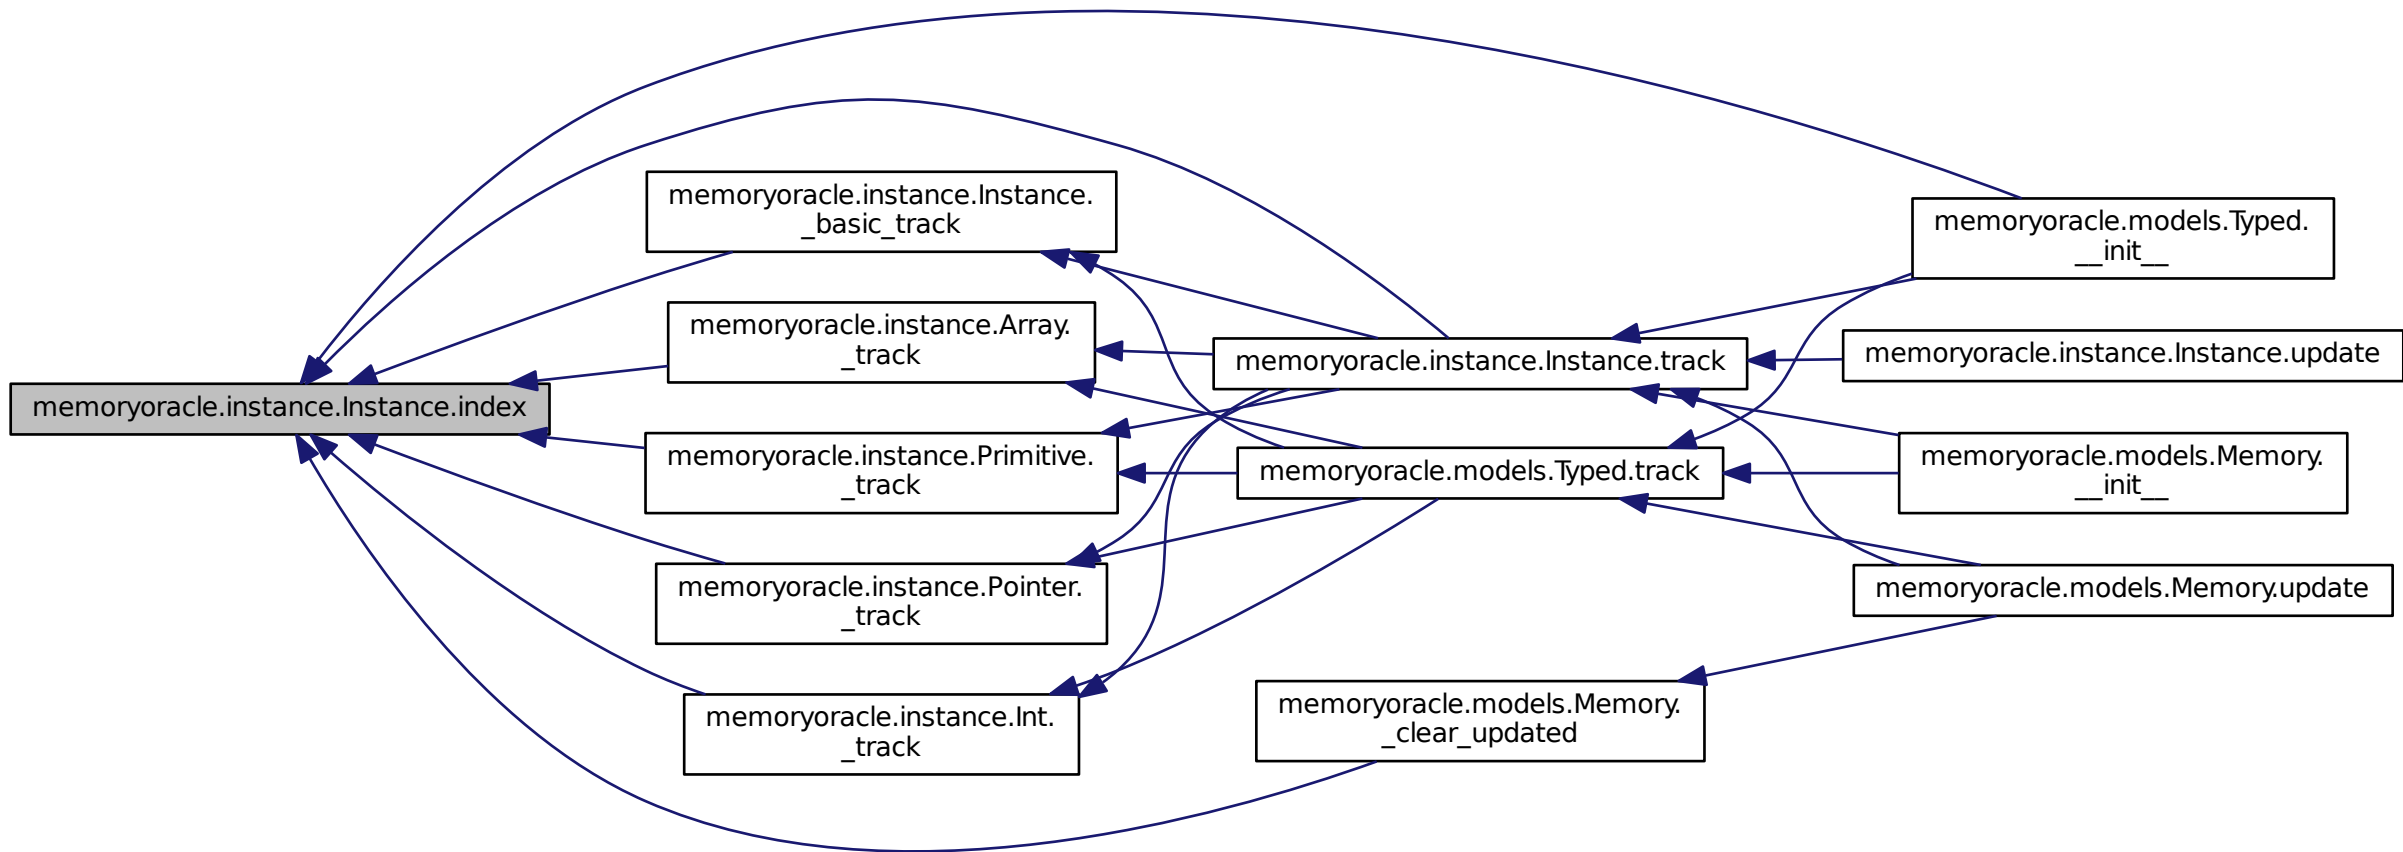 memoryoracle.instance.Instance.index
memoryoracle.instance.Instance.
_basic_track
memoryoracle.instance.Array.
_track
memoryoracle.instance.Primitive.
_track
memoryoracle.instance.Pointer.
_track
memoryoracle.instance.Int.
_track
memoryoracle.instance.Instance.track
memoryoracle.models.Typed.track
memoryoracle.models.Memory.
_clear_updated
memoryoracle.models.Typed.
__init__
memoryoracle.instance.Instance.update
memoryoracle.models.Memory.
__init__
memoryoracle.models.Memory.update